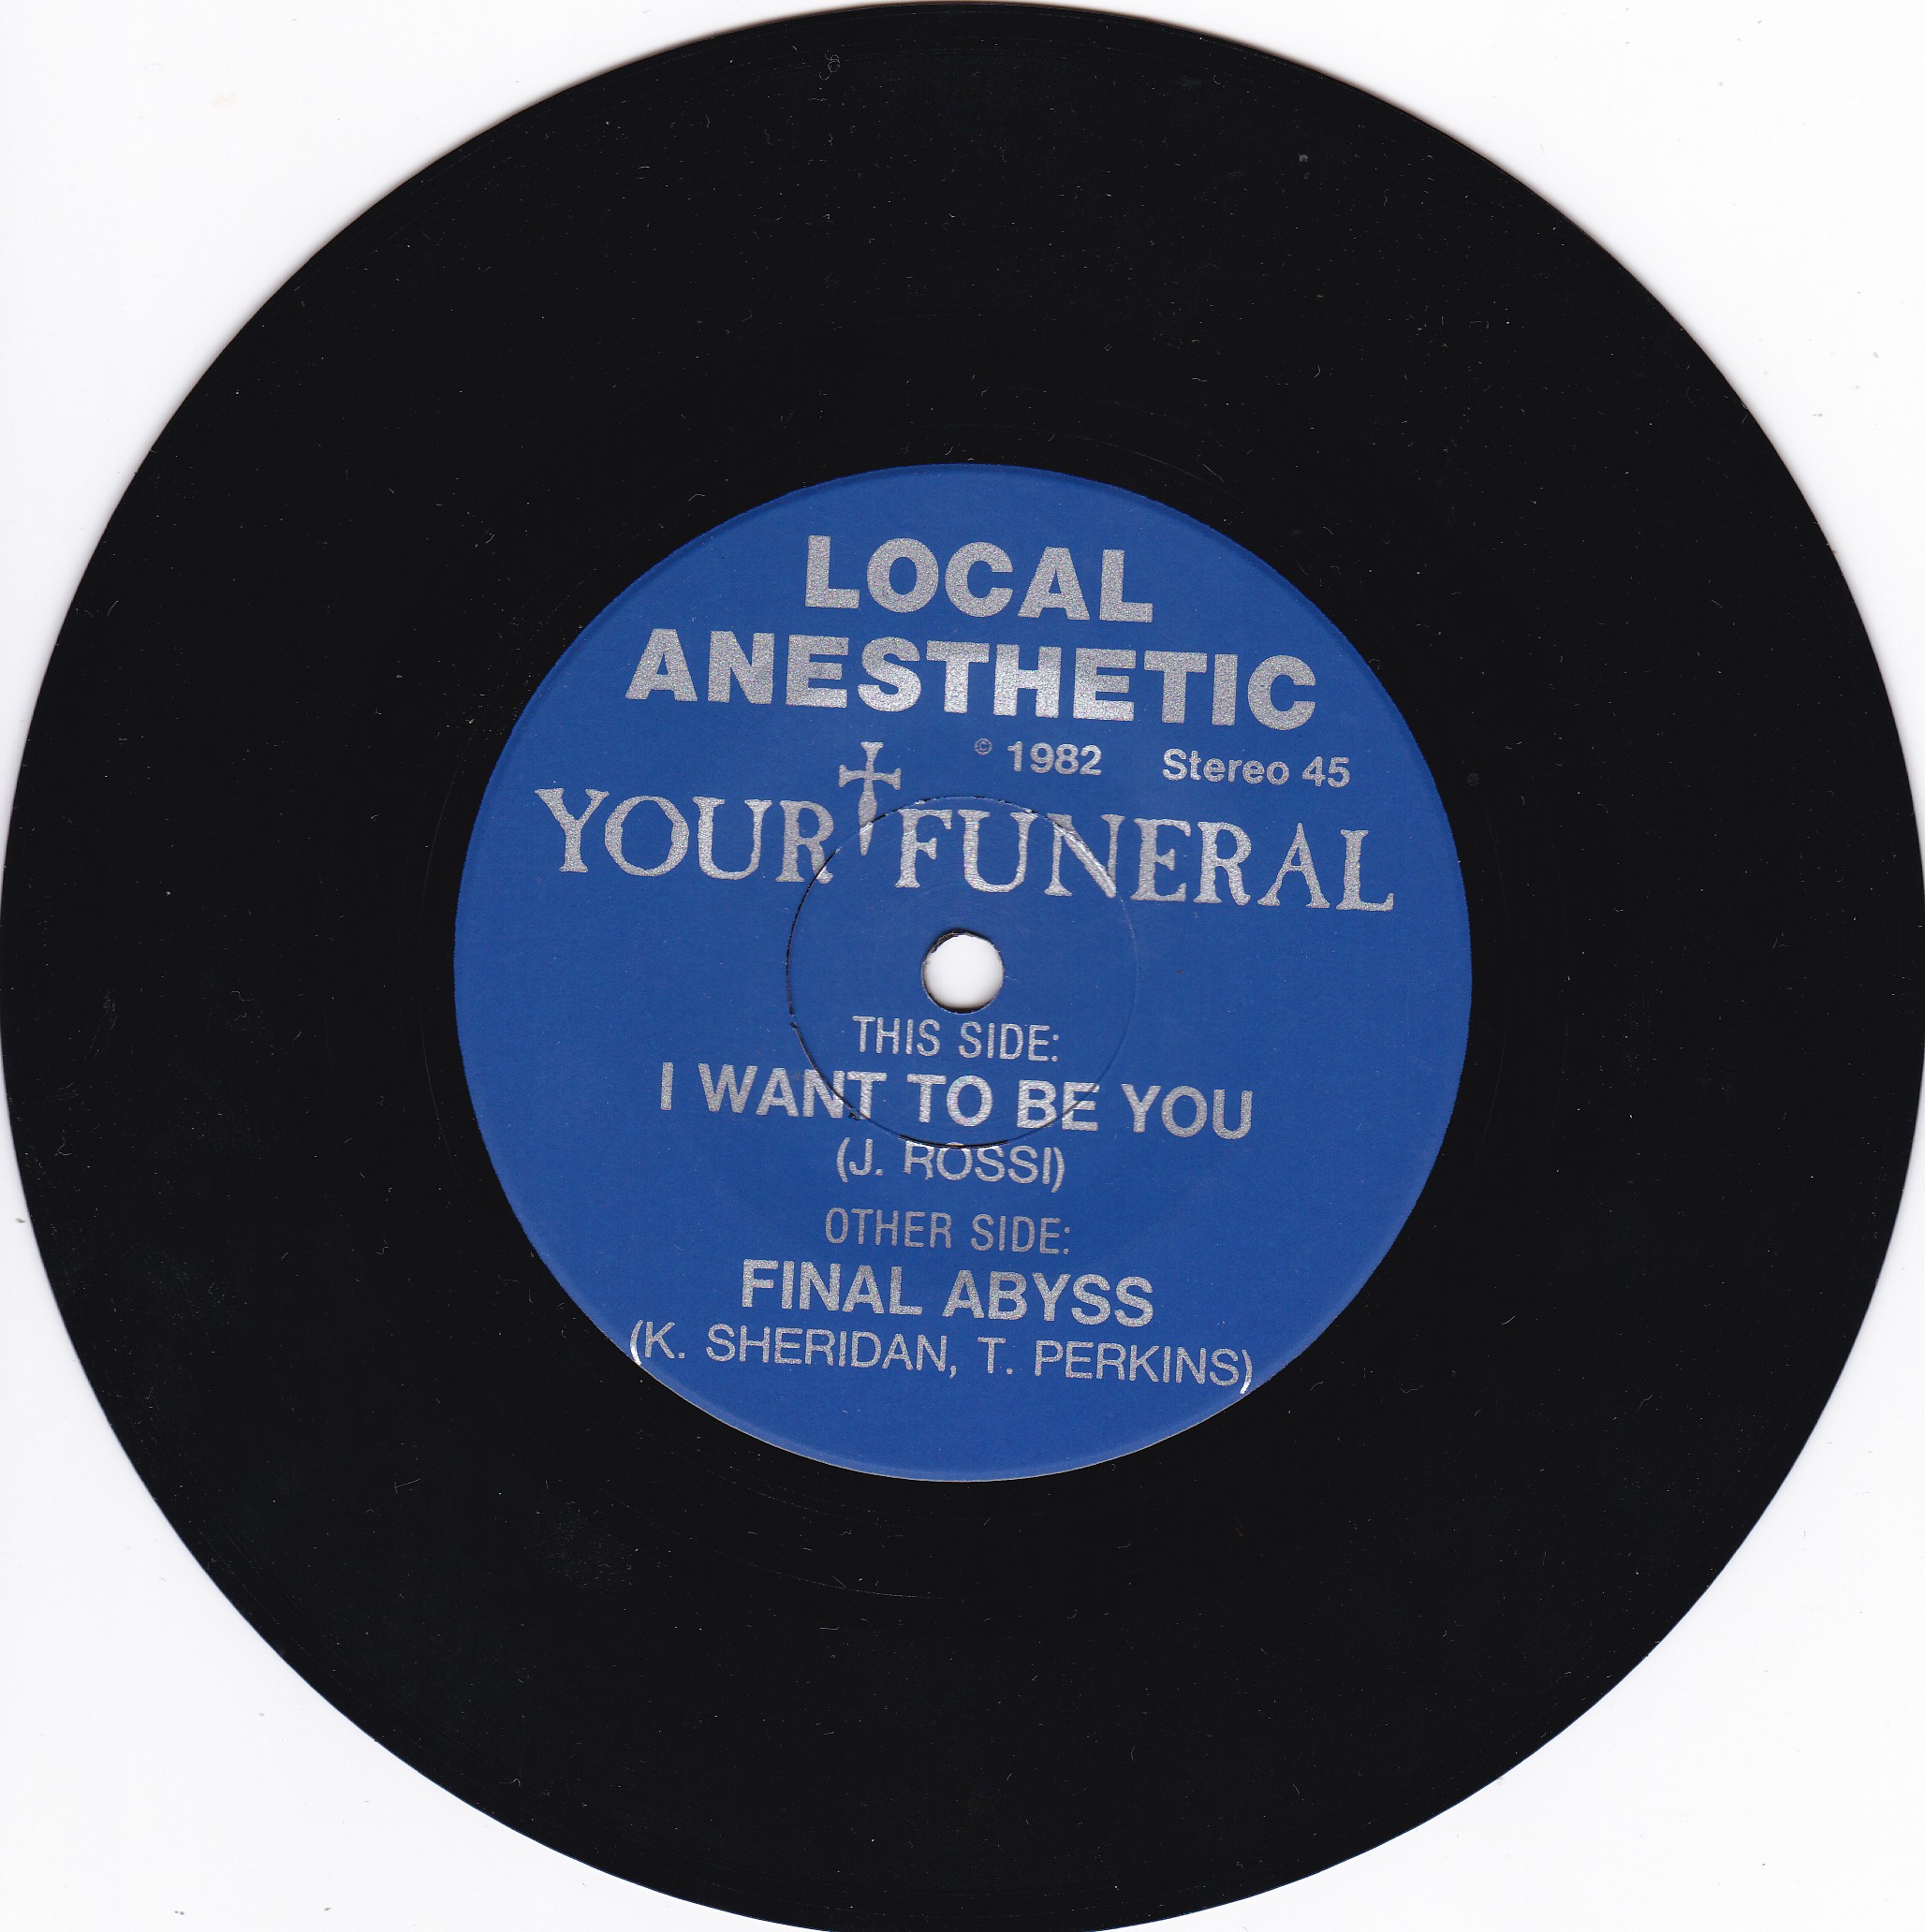 LOCAL
ANESTHETIC
© 1982 Stereo 45
YOUR FUNERAL
THIS SIDE:
I WANT TO BE YOU
(J. ROSSI)
OTHER SIDE:
FINAL ABYSS
(K. SHERIDAN, T. PERKINS)